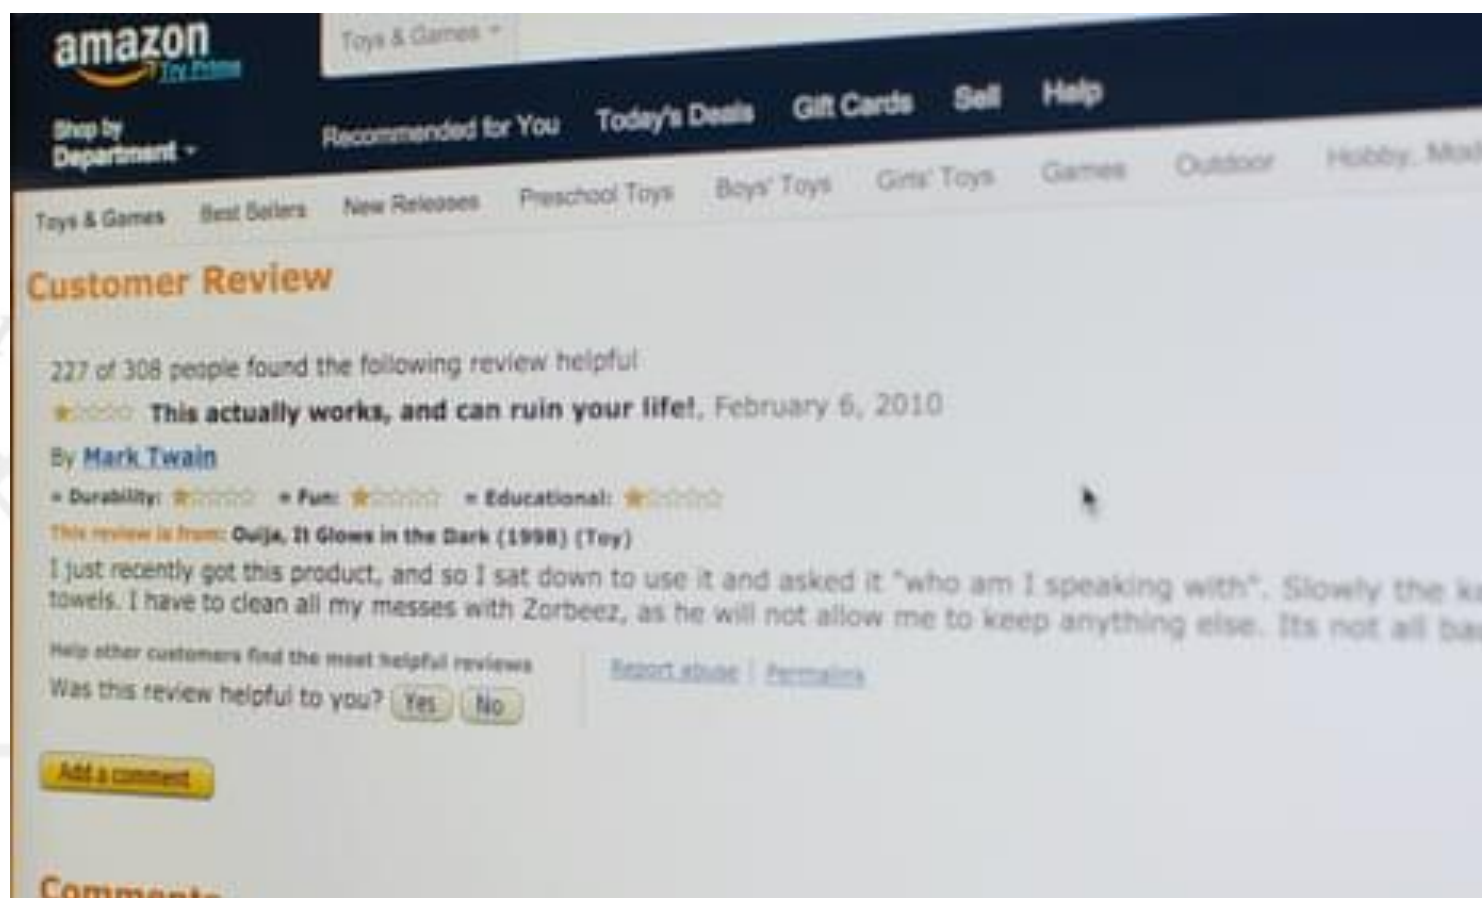 amazon
Try Prime
Toys & Games
Shop by
Department
Recommended for You Today's Deals Gift Cards Sell Help
Toys & Games Best Sellers New Releases Preschool Toys Boys' Toys Girls' Toys Games Outdoor Hobby, Mod
Customer Review
227 of 308 people found the following review helpful
This actually works, and can ruin your life!, February 6, 2010
By Mark Twain
= Durability: = Fun: = Educational:
This review is from: Ouija, It Glows in the Dark (1998) (Toy)
I just recently got this product, and so I sat down to use it and asked it "who am I speaking with". Slowly the
towels. I have to clean all my messes with Zorbeez, as he will not allow me to keep anything else. Its not all ba
Help other customers find the most helpful reviews
Was this review helpful to you? Yes No
Report abuse | Permalink
Add a comment
Comments